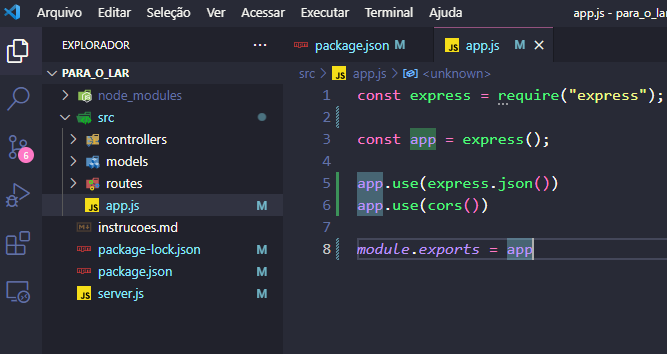 Arquivo Editar Seleção Ver Acessar Executar Terminal Ajuda app.js - para_o_lar
EXPLORADOR ...
package.json M app.js M
PARA_O_LAR
src > JS app.js > <unknown>
node_modules
src
controllers
models
routes
JS app.js M
instrucoes.md
package-lock.json M
package.json M
JS server.js M
6
1 const express = require("express");
2
3 const app = express();
4
5 app.use(express.json())
6 app.use(cors())
7
8 module.exports = app